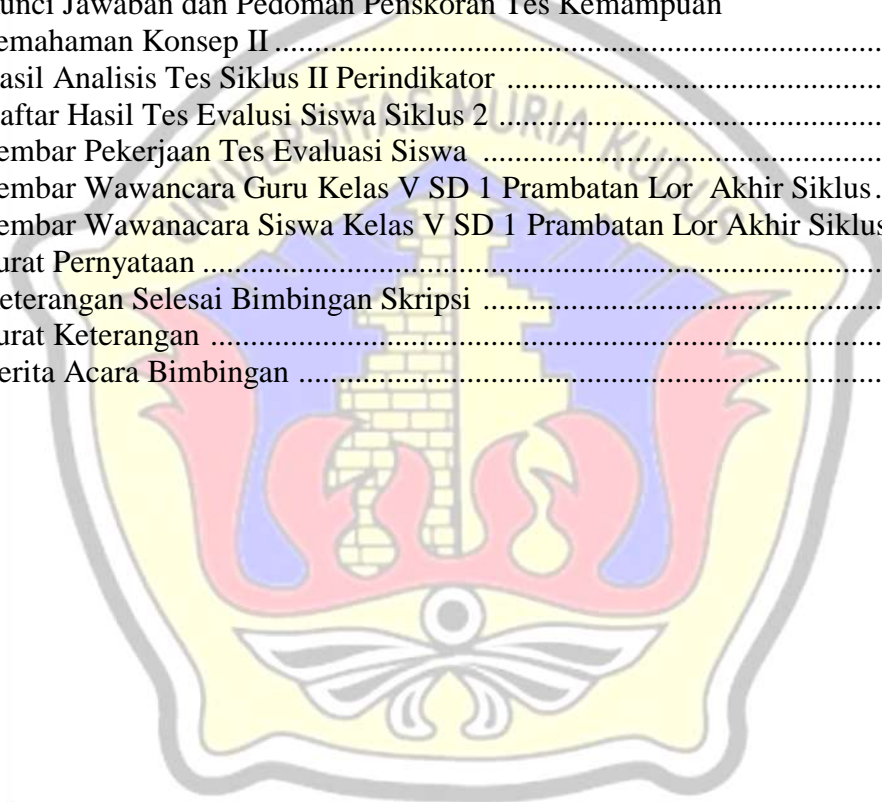 unci Jawaban dan Pedoman Penskoran Tes Kemampuan
emahaman Konsep II ........................................................................
asil Analisis Tes Siklus II Perindikator ............................................
aftar Hasil Tes Evalusi Siswa Siklus 2 .............................................
embar Pekerjaan Tes Evaluasi Siswa ...............................................
embar Wawancara Guru Kelas V SD 1 Prambatan Lor Akhir Siklus .
embar Wawanacara Siswa Kelas V SD 1 Prambatan Lor Akhir Siklus
urat Pernyataan .................................................................................
eterangan Selesai Bimbingan Skripsi ...............................................
urat Keterangan ................................................................................
erita Acara Bimbingan .....................................................................
UNIVERSITAS MURIA KUDUS